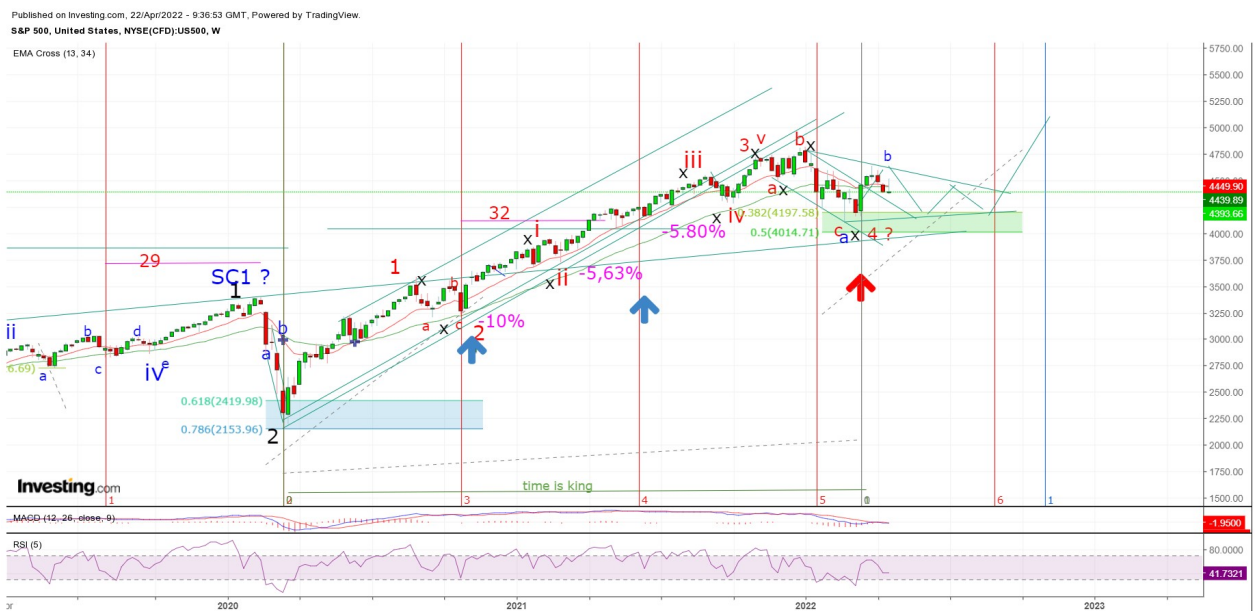 Published on Investing.com, 22/Apr/2022 - 9:36:53 GMT, Powered by TradingView.
S&P 500, United States, NYSE(CFD):US500, W
EMA Cross (13, 34)
5750.00
5500.00
5250.00
5000.00
4750.00
4449.90
4439.89
4393.66
4000.00
3750.00
3500.00
3250.00
3000.00
2750.00
2500.00
2250.00
2000.00
1750.00
1500.00
3 v
b x
x
b
iii
x
a x
x iv
0.382(4197.58)
0.5(4014.71)
c
a x 4 ?
32
-5.80%
x i
29
SC1 ?
1
1
x
b
x ii
-5,63%
a x c
-10%
2
ii
b
d
a
c
iv e
6.69)
b
a
0.618(2419.98)
0.786(2153.96)
2
time is king
Investing.com
1
2
3
4
5
6
1
MACD (12, 26, close, 9)
-1.9500
RSI (5)
80.0000
41.7321
2020
2021
2022
2023